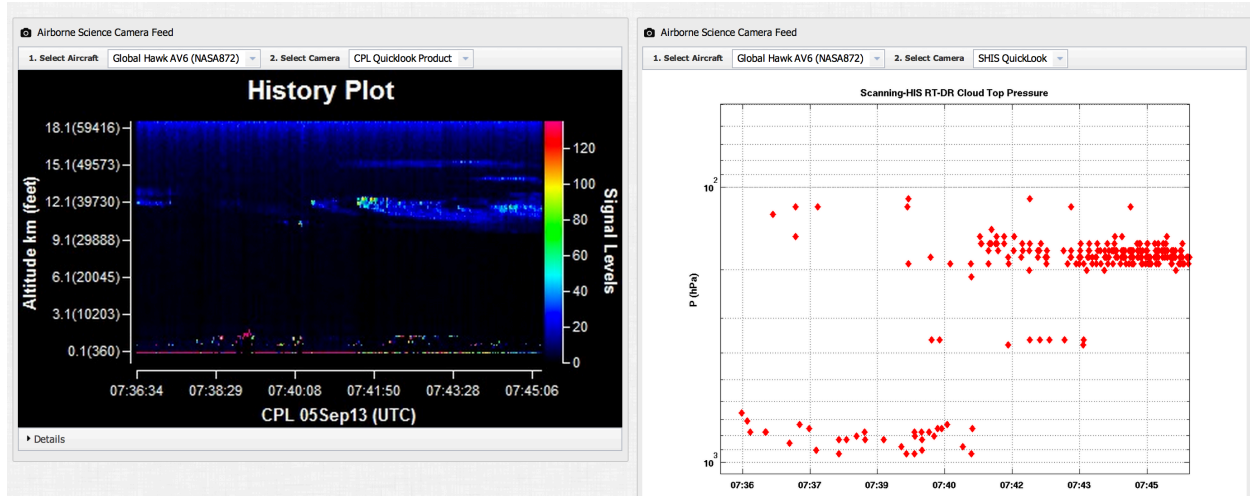 Airborne Science Camera Feed
1. Select Aircraft Global Hawk AV6 (NASA872) 2. Select Camera CPL Quicklook Product
History Plot
Altitude km (feet)
18.1(59416)
15.1(49573)
12.1(39730)
9.1(29888)
6.1(20045)
3.1(10203)
0.1(360)
120
100
80
60
40
20
0
Signal Levels
07:36:34 07:38:29 07:40:08 07:41:50 07:43:28 07:45:06
CPL 05Sep13 (UTC)
Details
Airborne Science Camera Feed
1. Select Aircraft Global Hawk AV6 (NASA872) 2. Select Camera SHIS QuickLook
Scanning-HIS RT-DR Cloud Top Pressure
P (hPa)
10²
10³
07:36 07:37 07:39 07:40 07:42 07:43 07:45